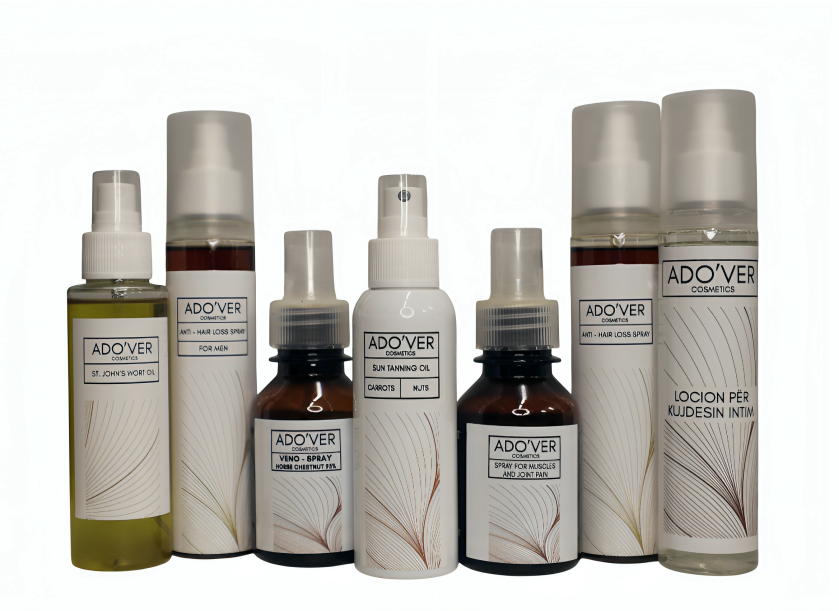 ADO'VER
COSMETICS
ST. JOHN'S WORT OIL
ADO'VER
COSMETICS
ANTI - HAIR LOSS SPRAY
FOR MEN
ADO'VER
COSMETICS
VENO - SPRAY
HORSE CHESTNUT 93%
ADO'VER
COSMETICS
SUN TANNING OIL
CARROTS NUTS
ADO'VER
COSMETICS
SPRAY FOR MUSCLES
AND JOINT PAIN
ADO'VER
COSMETICS
ANTI - HAIR LOSS SPRAY
ADO'VER
COSMETICS
LOCION PËR
KUJDESIN INTIM